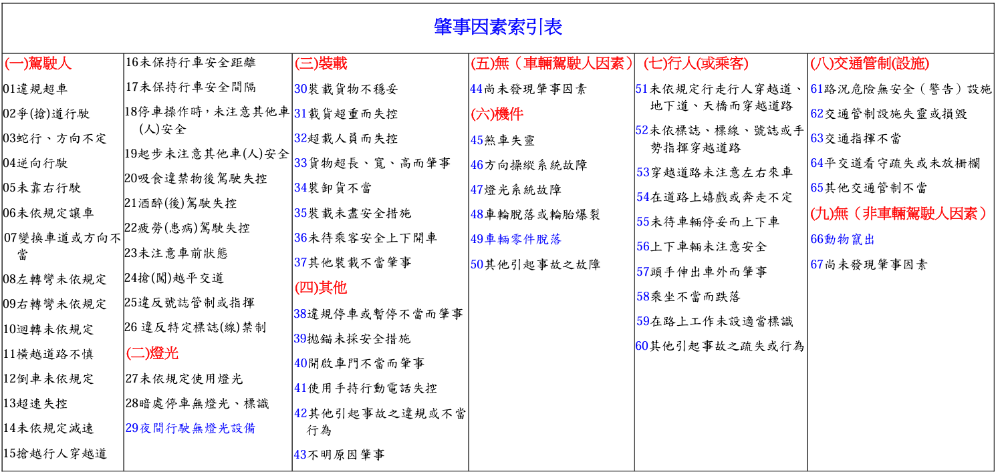 肇事因素索引表
(一)駕駛人
01違規超車
02爭(搶)道行駛
03蛇行、方向不定
04逆向行駛
05未靠右行駛
06未依規定讓車
07變換車道或方向不
當
08左轉彎未依規定
09右轉彎未依規定
10迴轉未依規定
11橫越道路不慎
12倒車未依規定
13超速失控
14未依規定減速
15搶越行人穿越道
16未保持行車安全距離
17未保持行車安全間隔
18停車操作時，未注意其他車
(人)安全
19起步未注意其他車(人)安全
20吸食違禁物後駕駛失控
21酒醉(後)駕駛失控
22疲勞(患病)駕駛失控
23未注意車前狀態
24搶(闖)越平交道
25違反號誌管制或指揮
26 違反特定標誌(線)禁制
(二)燈光
27未依規定使用燈光
28暗處停車無燈光、標識
29夜間行駛無燈光設備
(三)裝載
30裝載貨物不穩妥
31載貨超重而失控
32超載人員而失控
33貨物超長、寬、高而肇事
34裝卸貨不當
35裝載未盡安全措施
36未待乘客安全上下開車
37其他裝載不當肇事
(四)其他
38違規停車或暫停不當而肇事
39拋錨未採安全措施
40開啟車門不當而肇事
41使用手持行動電話失控
42其他引起事故之違規或不當
行為
43不明原因肇事
(五)無（車輛駕駛人因素）
44尚未發現肇事因素
(六)機件
45煞車失靈
46方向操縱系統故障
47燈光系統故障
48車輪脫落或輪胎爆裂
49車輛零件脫落
50其他引起事故之故障
(七)行人(或乘客)
51未依規定行走行人穿越道、
地下道、天橋而穿越道路
52未依標誌、標線、號誌或手
勢指揮穿越道路
53穿越道路未注意左右來車
54在道路上嬉戲或奔走不定
55未待車輛停妥而上下車
56上下車輛未注意安全
57頭手伸出車外而肇事
58乘坐不當而跌落
59在路上工作未設適當標識
60其他引起事故之疏失或行為
(八)交通管制(設施)
61路況危險無安全（警告）設施
62交通管制設施失靈或損毀
63交通指揮不當
64平交道看守疏失或未放柵欄
65其他交通管制不當
(九)無（非車輛駕駛人因素）
66動物竄出
67尚未發現肇事因素